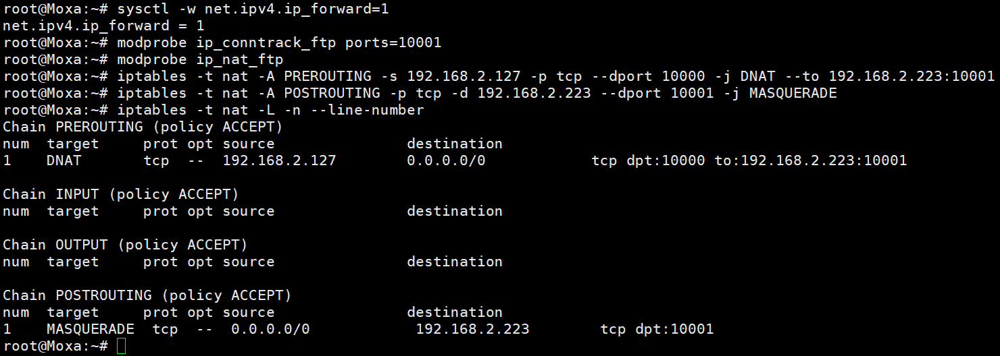 root@Moxa:~# sysctl -w net.ipv4.ip_forward=1
net.ipv4.ip_forward = 1
root@Moxa:~# modprobe ip_conntrack_ftp ports=10001
root@Moxa:~# modprobe ip_nat_ftp
root@Moxa:~# iptables -t nat -A PREROUTING -s 192.168.2.127 -p tcp --dport 10000 -j DNAT --to 192.168.2.223:10001
root@Moxa:~# iptables -t nat -A POSTROUTING -p tcp -d 192.168.2.223 --dport 10001 -j MASQUERADE
root@Moxa:~# iptables -t nat -L -n --line-number
Chain PREROUTING (policy ACCEPT)
num  target     prot opt source               destination
1    DNAT       tcp  --  192.168.2.127        0.0.0.0/0            tcp dpt:10000 to:192.168.2.223:10001

Chain INPUT (policy ACCEPT)
num  target     prot opt source               destination

Chain OUTPUT (policy ACCEPT)
num  target     prot opt source               destination

Chain POSTROUTING (policy ACCEPT)
num  target     prot opt source               destination
1    MASQUERADE  tcp  --  0.0.0.0/0            192.168.2.223        tcp dpt:10001
root@Moxa:~#